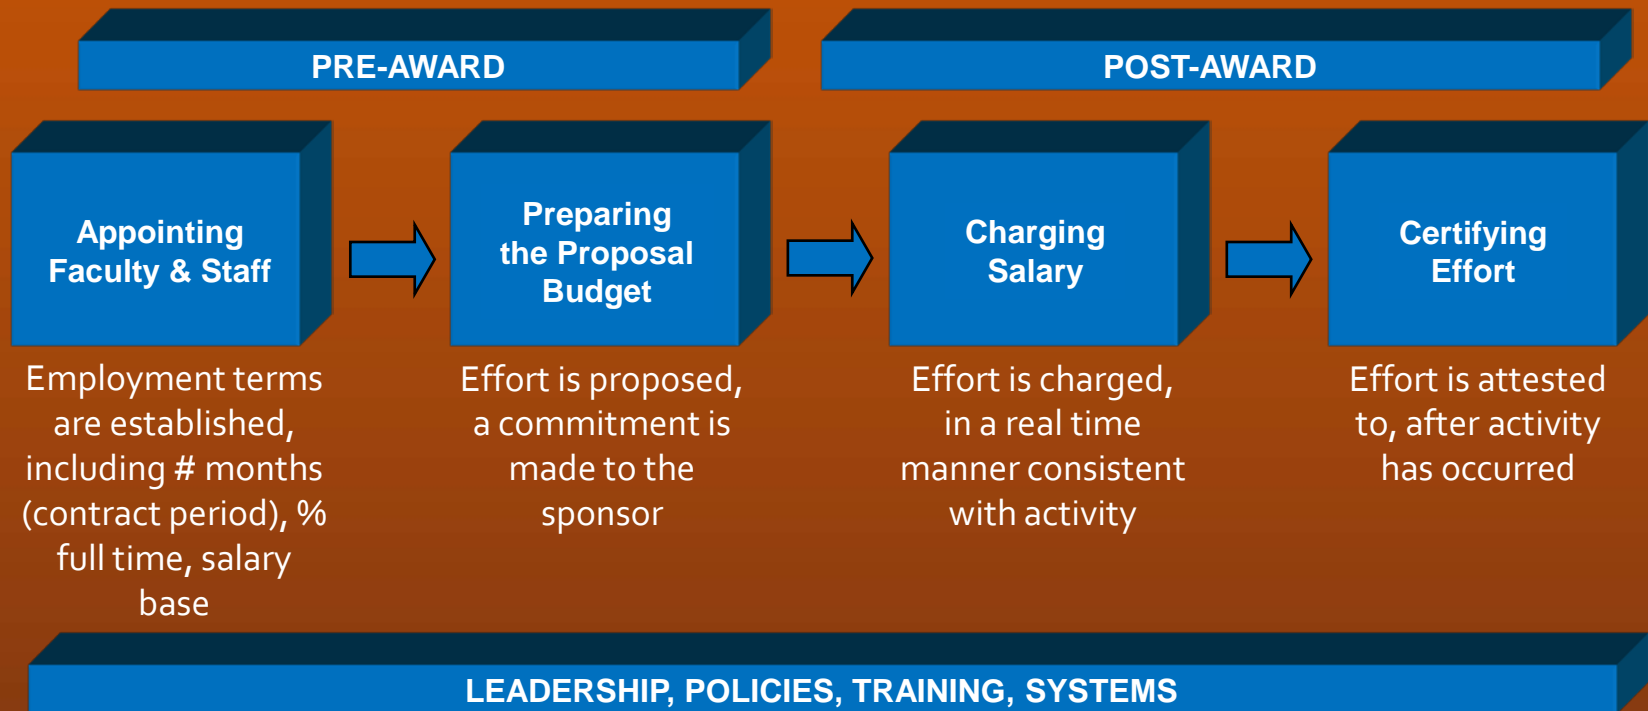 PRE-AWARD
POST-AWARD
Appointing
Faculty & Staff
Preparing
the Proposal
Budget
Charging
Salary
Certifying
Effort
Employment terms
are established,
including # months
(contract period), %
full time, salary
base
Effort is proposed,
a commitment is
made to the
sponsor
Effort is charged,
in a real time
manner consistent
with activity
Effort is attested
to, after activity
has occurred
LEADERSHIP, POLICIES, TRAINING, SYSTEMS